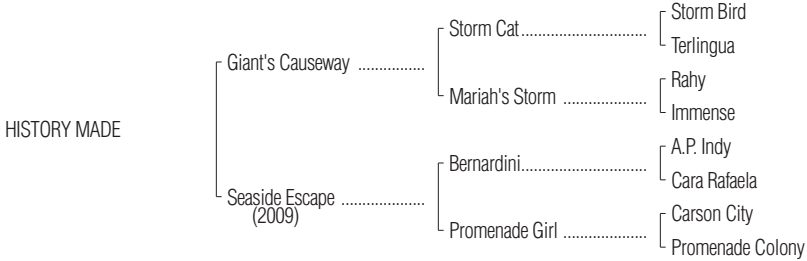 HISTORY MADE
Giant's Causeway ................
Seaside Escape ....................
(2009)
Storm Cat..............................
Mariah's Storm ....................
Bernardini..............................
Promenade Girl ....................
Storm Bird
Terlingua
Rahy
Immense
A.P. Indy
Cara Rafaela
Carson City
Promenade Colony